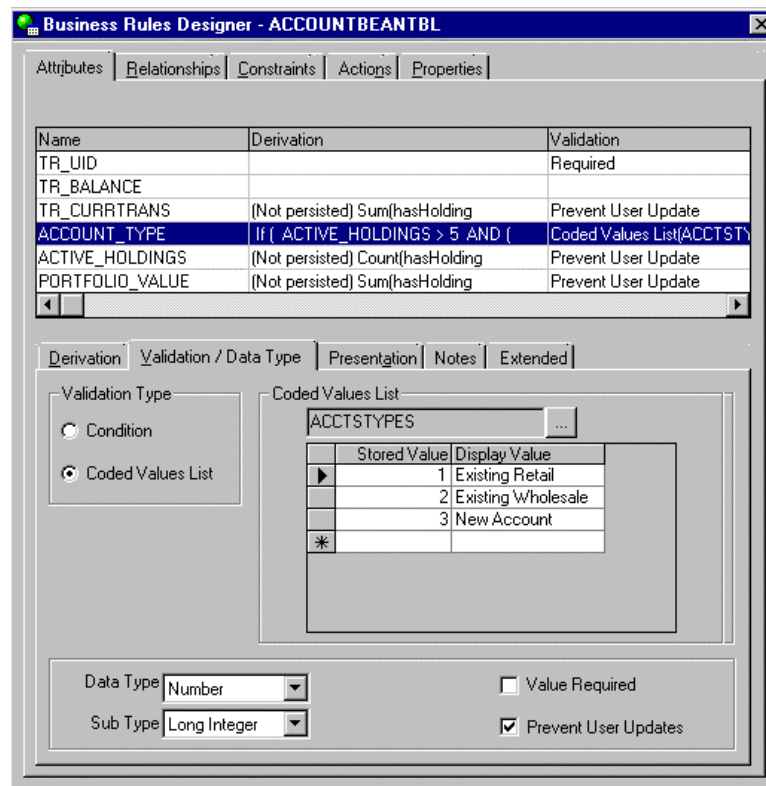 Business Rules Designer - ACCOUNTBEANTBL
Attributes Relationships Constraints Actions Properties
Name Derivation Validation
TR_UID Required
TR_BALANCE
TR_CURRTRANS (Not persisted) Sum(hasHolding Prevent User Update
ACCOUNT_TYPE If ( ACTIVE_HOLDINGS > 5 AND ( Coded Values List(ACCTSTY
ACTIVE_HOLDINGS (Not persisted) Count(hasHolding Prevent User Update
PORTFOLIO_VALUE (Not persisted) Sum(hasHolding Prevent User Update
Derivation Validation / Data Type Presentation Notes Extended
Validation Type
Condition
Coded Values List
Coded Values List
ACCTSTYPES ...
Stored Value Display Value
1 Existing Retail
2 Existing Wholesale
3 New Account
Data Type Number Value Required
Sub Type Long Integer Prevent User Updates